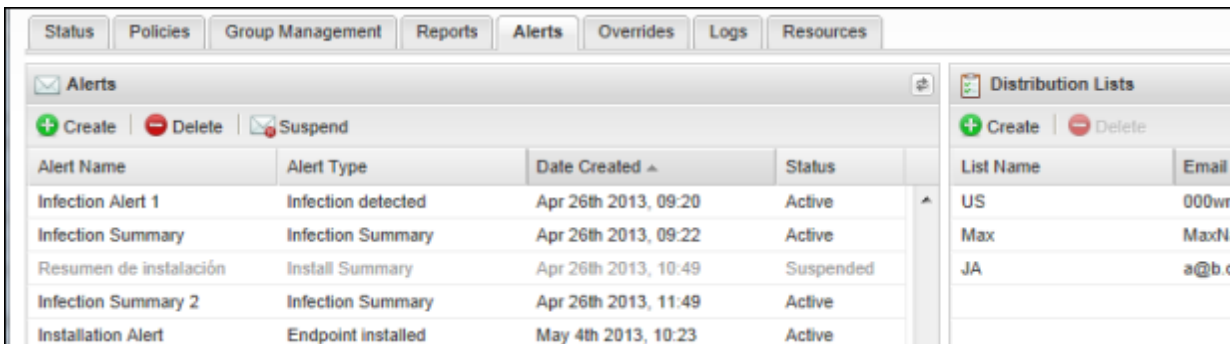 Status Policies Group Management Reports Alerts Overrides Logs Resources
Alerts
Create Delete Suspend
Alert Name Alert Type Date Created Status
Infection Alert 1 Infection detected Apr 26th 2013, 09:20 Active
Infection Summary Infection Summary Apr 26th 2013, 09:22 Active
Resumen de instalación Install Summary Apr 26th 2013, 10:49 Suspended
Infection Summary 2 Infection Summary Apr 26th 2013, 11:49 Active
Installation Alert Endpoint installed May 4th 2013, 10:23 Active
Distribution Lists
Create Delete
List Name Email
US
Max
JA